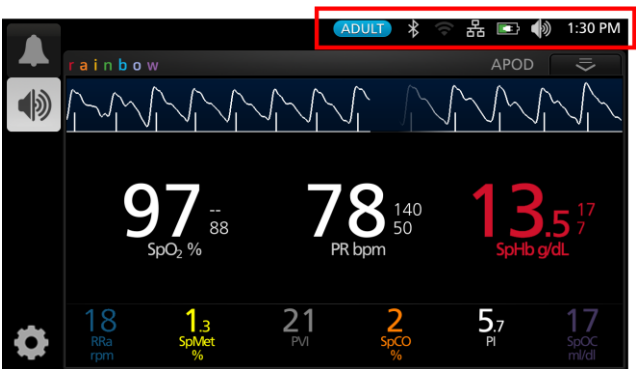 ADULT 1:30 PM
rainbow APOD
97 -- 88 78 140 50 13.5 17 7
SpO₂ % PR bpm SpHb g/dL
18 1.3 21 2 5.7 17
RRa SpMet PVI SpCO PI SpOC
rpm % % ml/dl